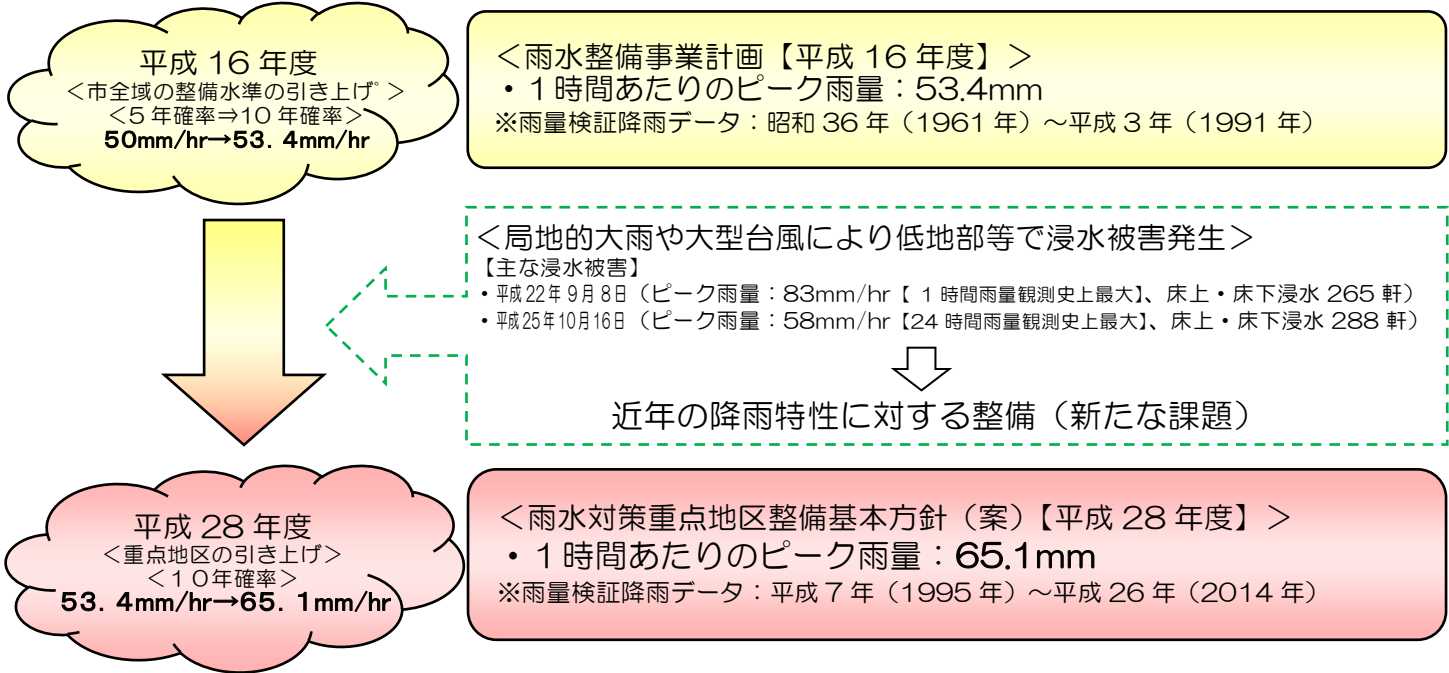 平成 16 年度
＜市全域の整備水準の引き上げ゜＞
＜5 年確率⇒10 年確率＞
50mm/hr→53. 4mm/hr
＜雨水整備事業計画【平成 16 年度】＞
・１時間あたりのピーク雨量：53.4mm
※雨量検証降雨データ：昭和 36 年（1961 年）～平成 3 年（1991 年）
＜局地的大雨や大型台風により低地部等で浸水被害発生＞
【主な浸水被害】
・平成22年 9月 8日（ピーク雨量：83mm/hr【 1 時間雨量観測史上最大】、床上・床下浸水 265 軒）
・平成25年10月16日（ピーク雨量：58mm/hr【24 時間雨量観測史上最大】、床上・床下浸水 288 軒）
近年の降雨特性に対する整備（新たな課題）
平成 28 年度
＜重点地区の引き上げ＞
＜１０年確率＞
53. 4mm/hr→65. 1mm/hr
＜雨水対策重点地区整備基本方針（案）【平成 28 年度】＞
・１時間あたりのピーク雨量：65.1mm
※雨量検証降雨データ：平成 7 年（1995 年）～平成 26 年（2014 年）